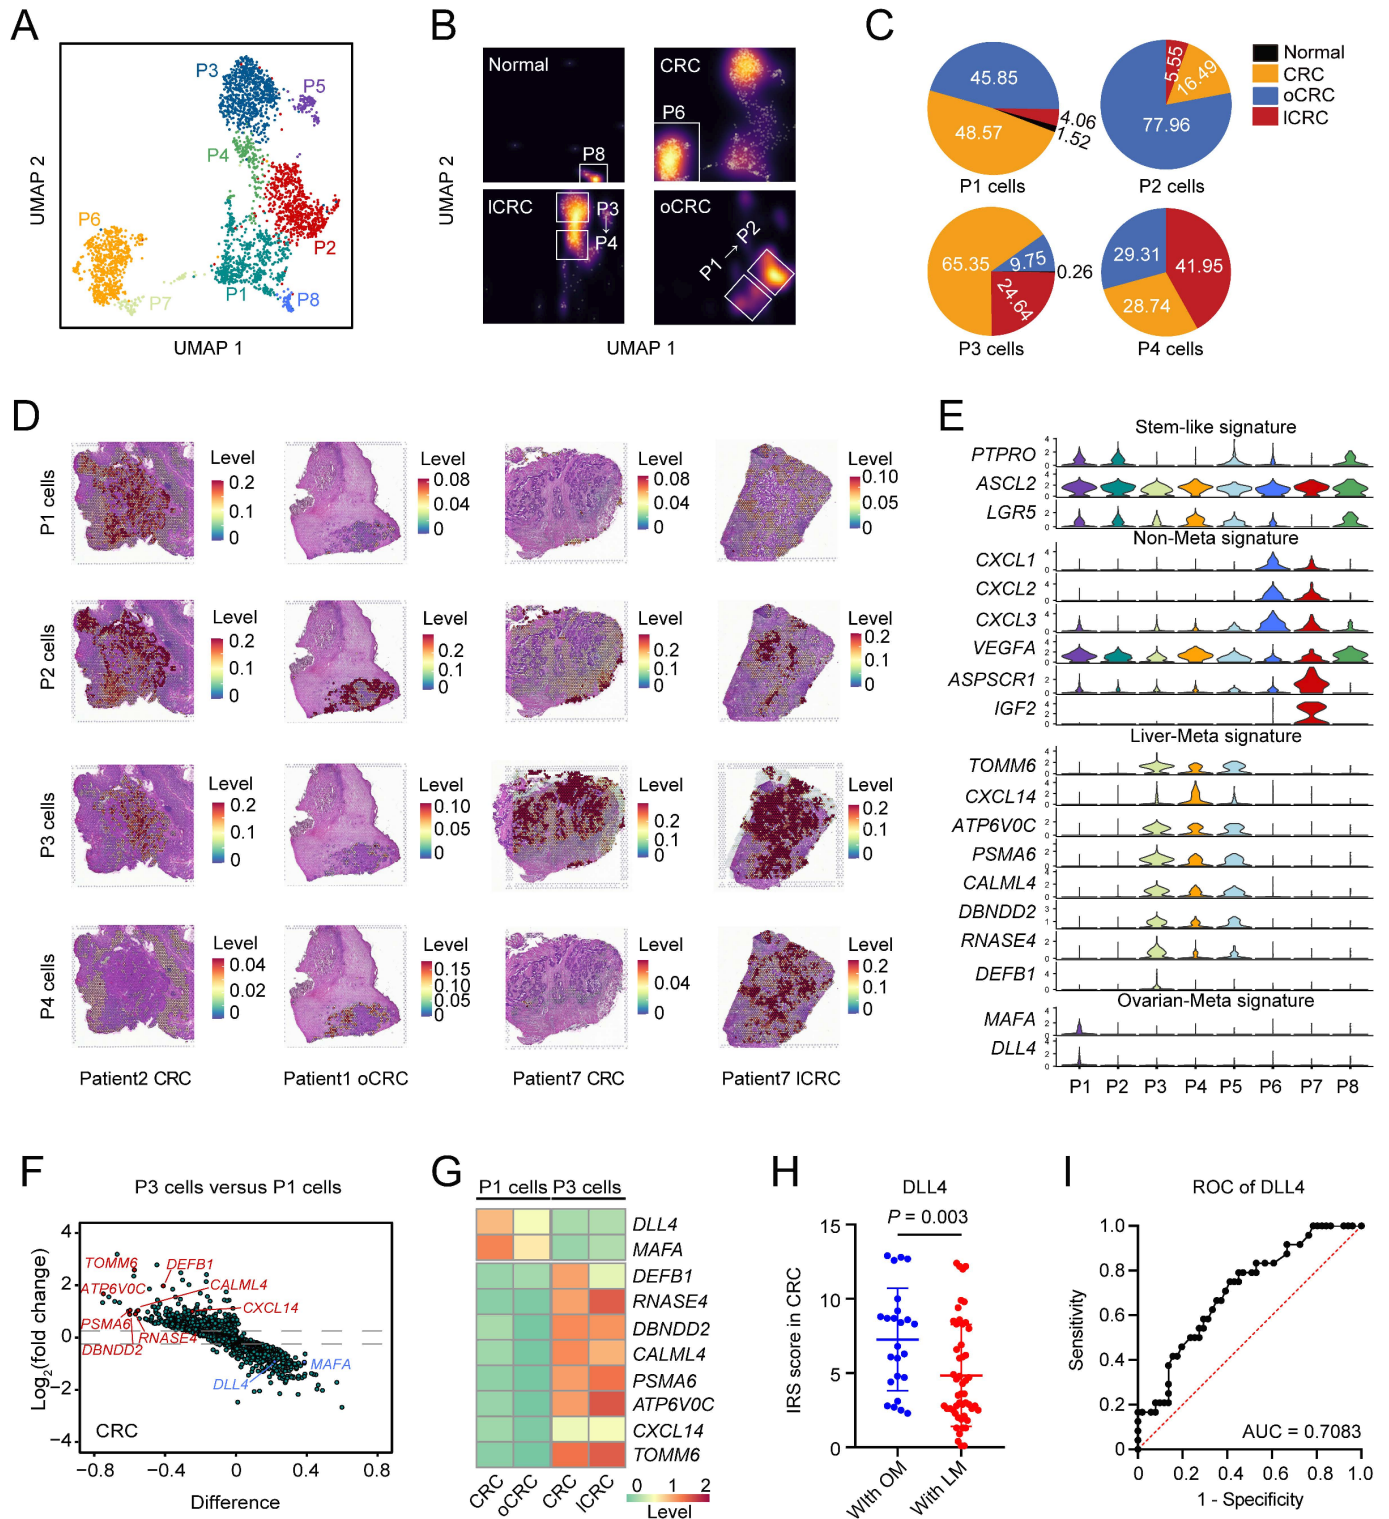 A
P3
P5
P4
P6
P2
P7
P1
P8
UMAP 2
UMAP 1
B
Normal
P8
CRC
P6
lCRC
P3
P4
oCRC
P1
P2
UMAP 2
UMAP 1
C
45.85
48.57
4.06
1.52
P1 cells
5.55
16.49
77.96
P2 cells
Normal
CRC
oCRC
lCRC
65.35
9.75
0.26
24.64
P3 cells
29.31
41.95
28.74
P4 cells
D
P1 cells
Level
0.2
0.1
0
Level
0.08
0.04
0
Level
0.08
0.04
0
Level
0.10
0.05
0
P2 cells
Level
0.2
0.1
0
Level
0.2
0.1
0
Level
0.2
0.1
0
Level
0.2
0.1
0
P3 cells
Level
0.2
0.1
0
Level
0.10
0.05
0
Level
0.2
0.1
0
Level
0.2
0.1
0
P4 cells
Level
0.04
0.02
0
Level
0.15
0.10
0.05
0
Level
0.04
0
Level
0.2
0.1
0
Patient2 CRC
Patient1 oCRC
Patient7 CRC
Patient7 lCRC
E
Stem-like signature
PTPRO
ASCL2
LGR5
Non-Meta signature
CXCL1
CXCL2
CXCL3
VEGFA
ASPSCR1
IGF2
Liver-Meta signature
TOMM6
CXCL14
ATP6V0C
PSMA6
CALML4
DBNDD2
RNASE4
DEFB1
Ovarian-Meta signature
MAFA
DLL4
P1 P2 P3 P4 P5 P6 P7 P8
F
P3 cells versus P1 cells
Log2(fold change)
4
2
0
−2
−4
TOMM6
DEFB1
ATP6V0C
CALML4
CXCL14
PSMA6
RNASE4
DBNDD2
MAFA
DLL4
CRC
−0.8 −0.4 0 0.4 0.8
Difference
G
P1 cells P3 cells
DLL4
MAFA
DEFB1
RNASE4
DBNDD2
CALML4
PSMA6
ATP6V0C
CXCL14
TOMM6
CRC oCRC CRC lCRC
0 1 2
Level
H
DLL4
P = 0.003
IRS score in CRC
15
10
5
0
WIth OM
With LM
I
ROC of DLL4
Sensitivity
1.0
0.8
0.6
0.4
0.2
0
AUC = 0.7083
0 0.2 0.4 0.6 0.8 1.0
1 - Specificity